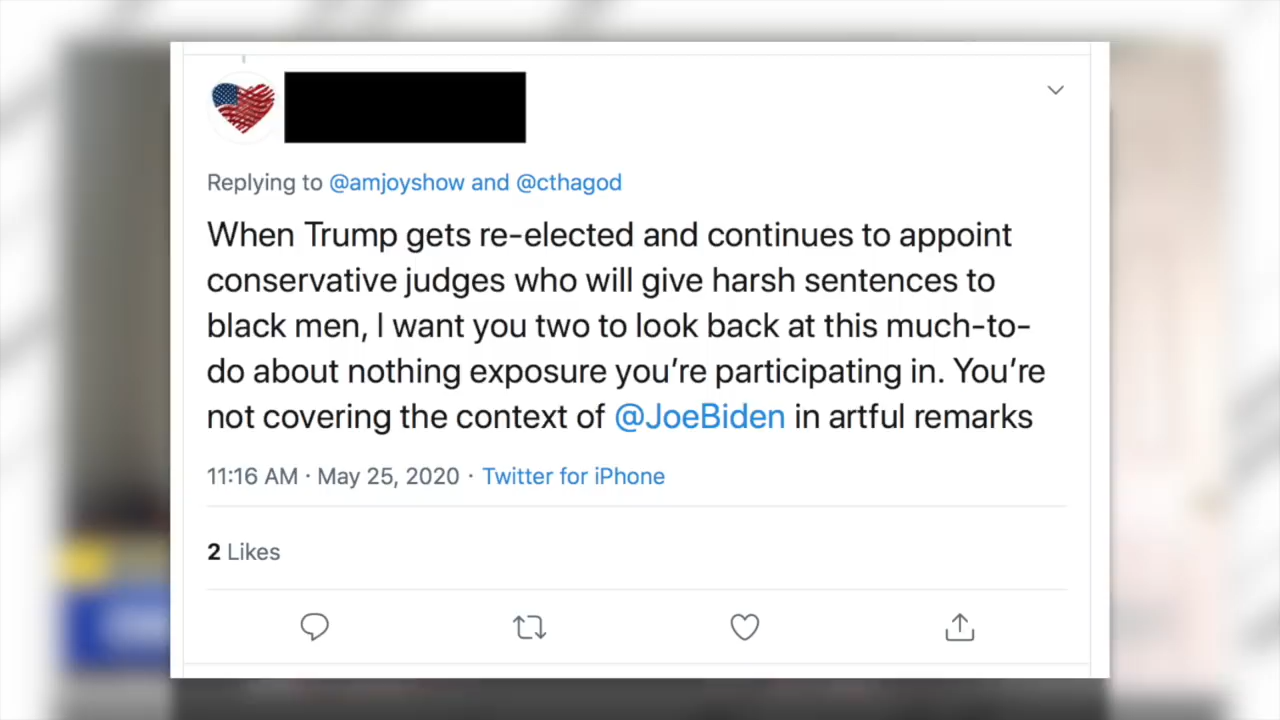 Replying to @amjoyshow and @cthagod
When Trump gets re-elected and continues to appoint
conservative judges who will give harsh sentences to
black men, I want you two to look back at this much-to-
do about nothing exposure you're participating in. You're
not covering the context of @JoeBiden in artful remarks
11:16 AM · May 25, 2020 · Twitter for iPhone
2 Likes